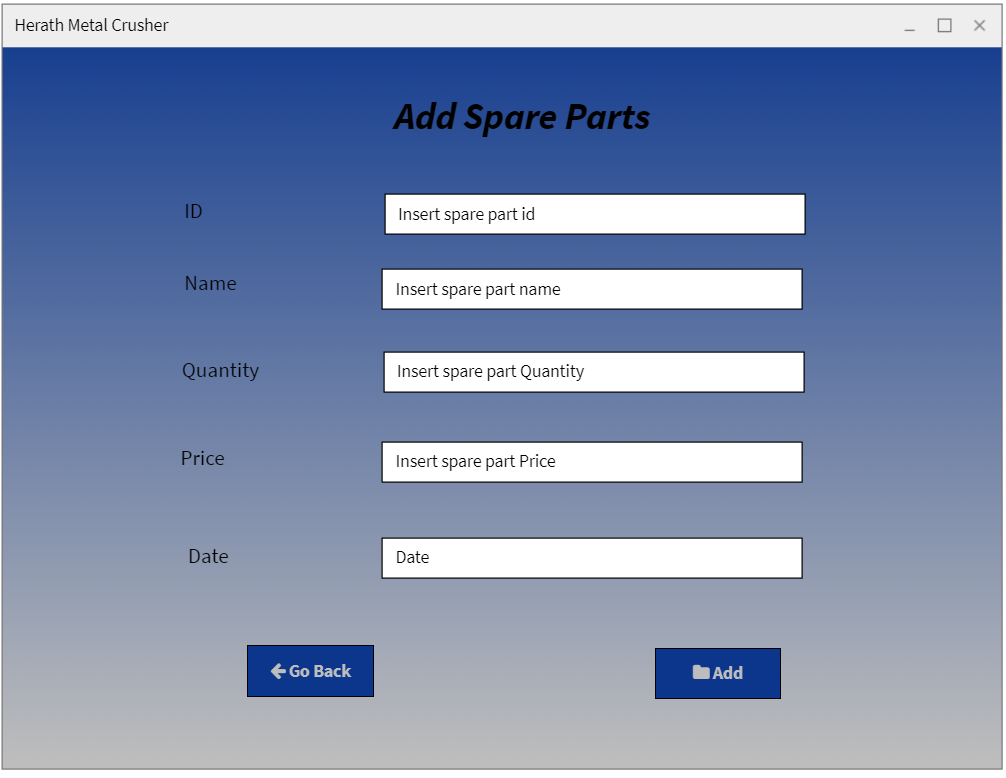 Herath Metal Crusher
Add Spare Parts
ID
Insert spare part id
Name
Insert spare part name
Quantity
Insert spare part Quantity
Price
Insert spare part Price
Date
Date
Go Back
Add